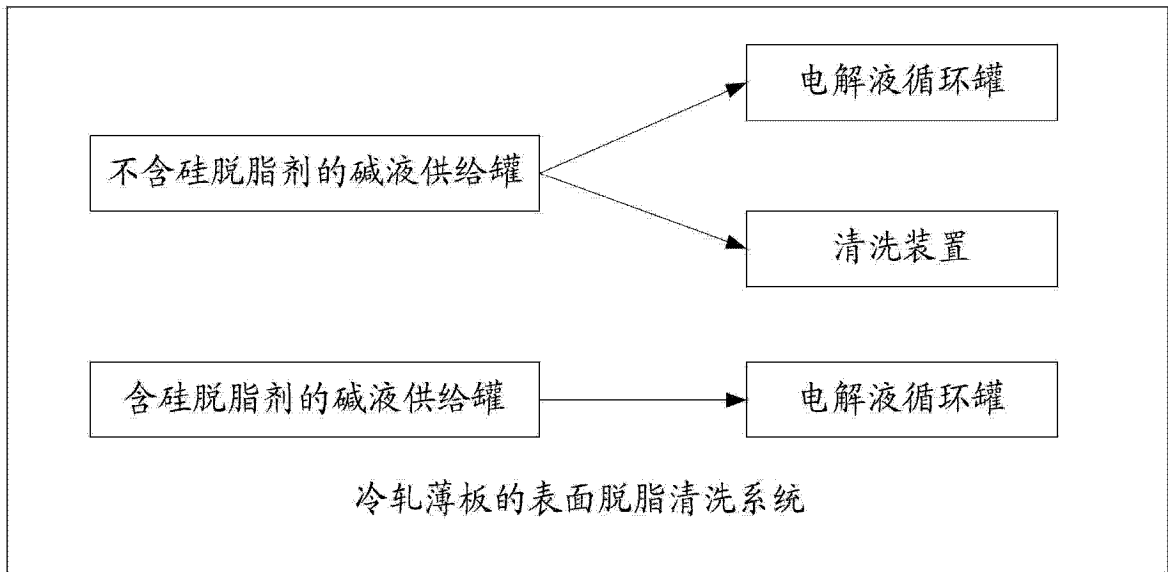 电解液循环罐
不含硅脱脂剂的碱液供给罐
清洗装置
含硅脱脂剂的碱液供给罐
电解液循环罐
冷轧薄板的表面脱脂清洗系统